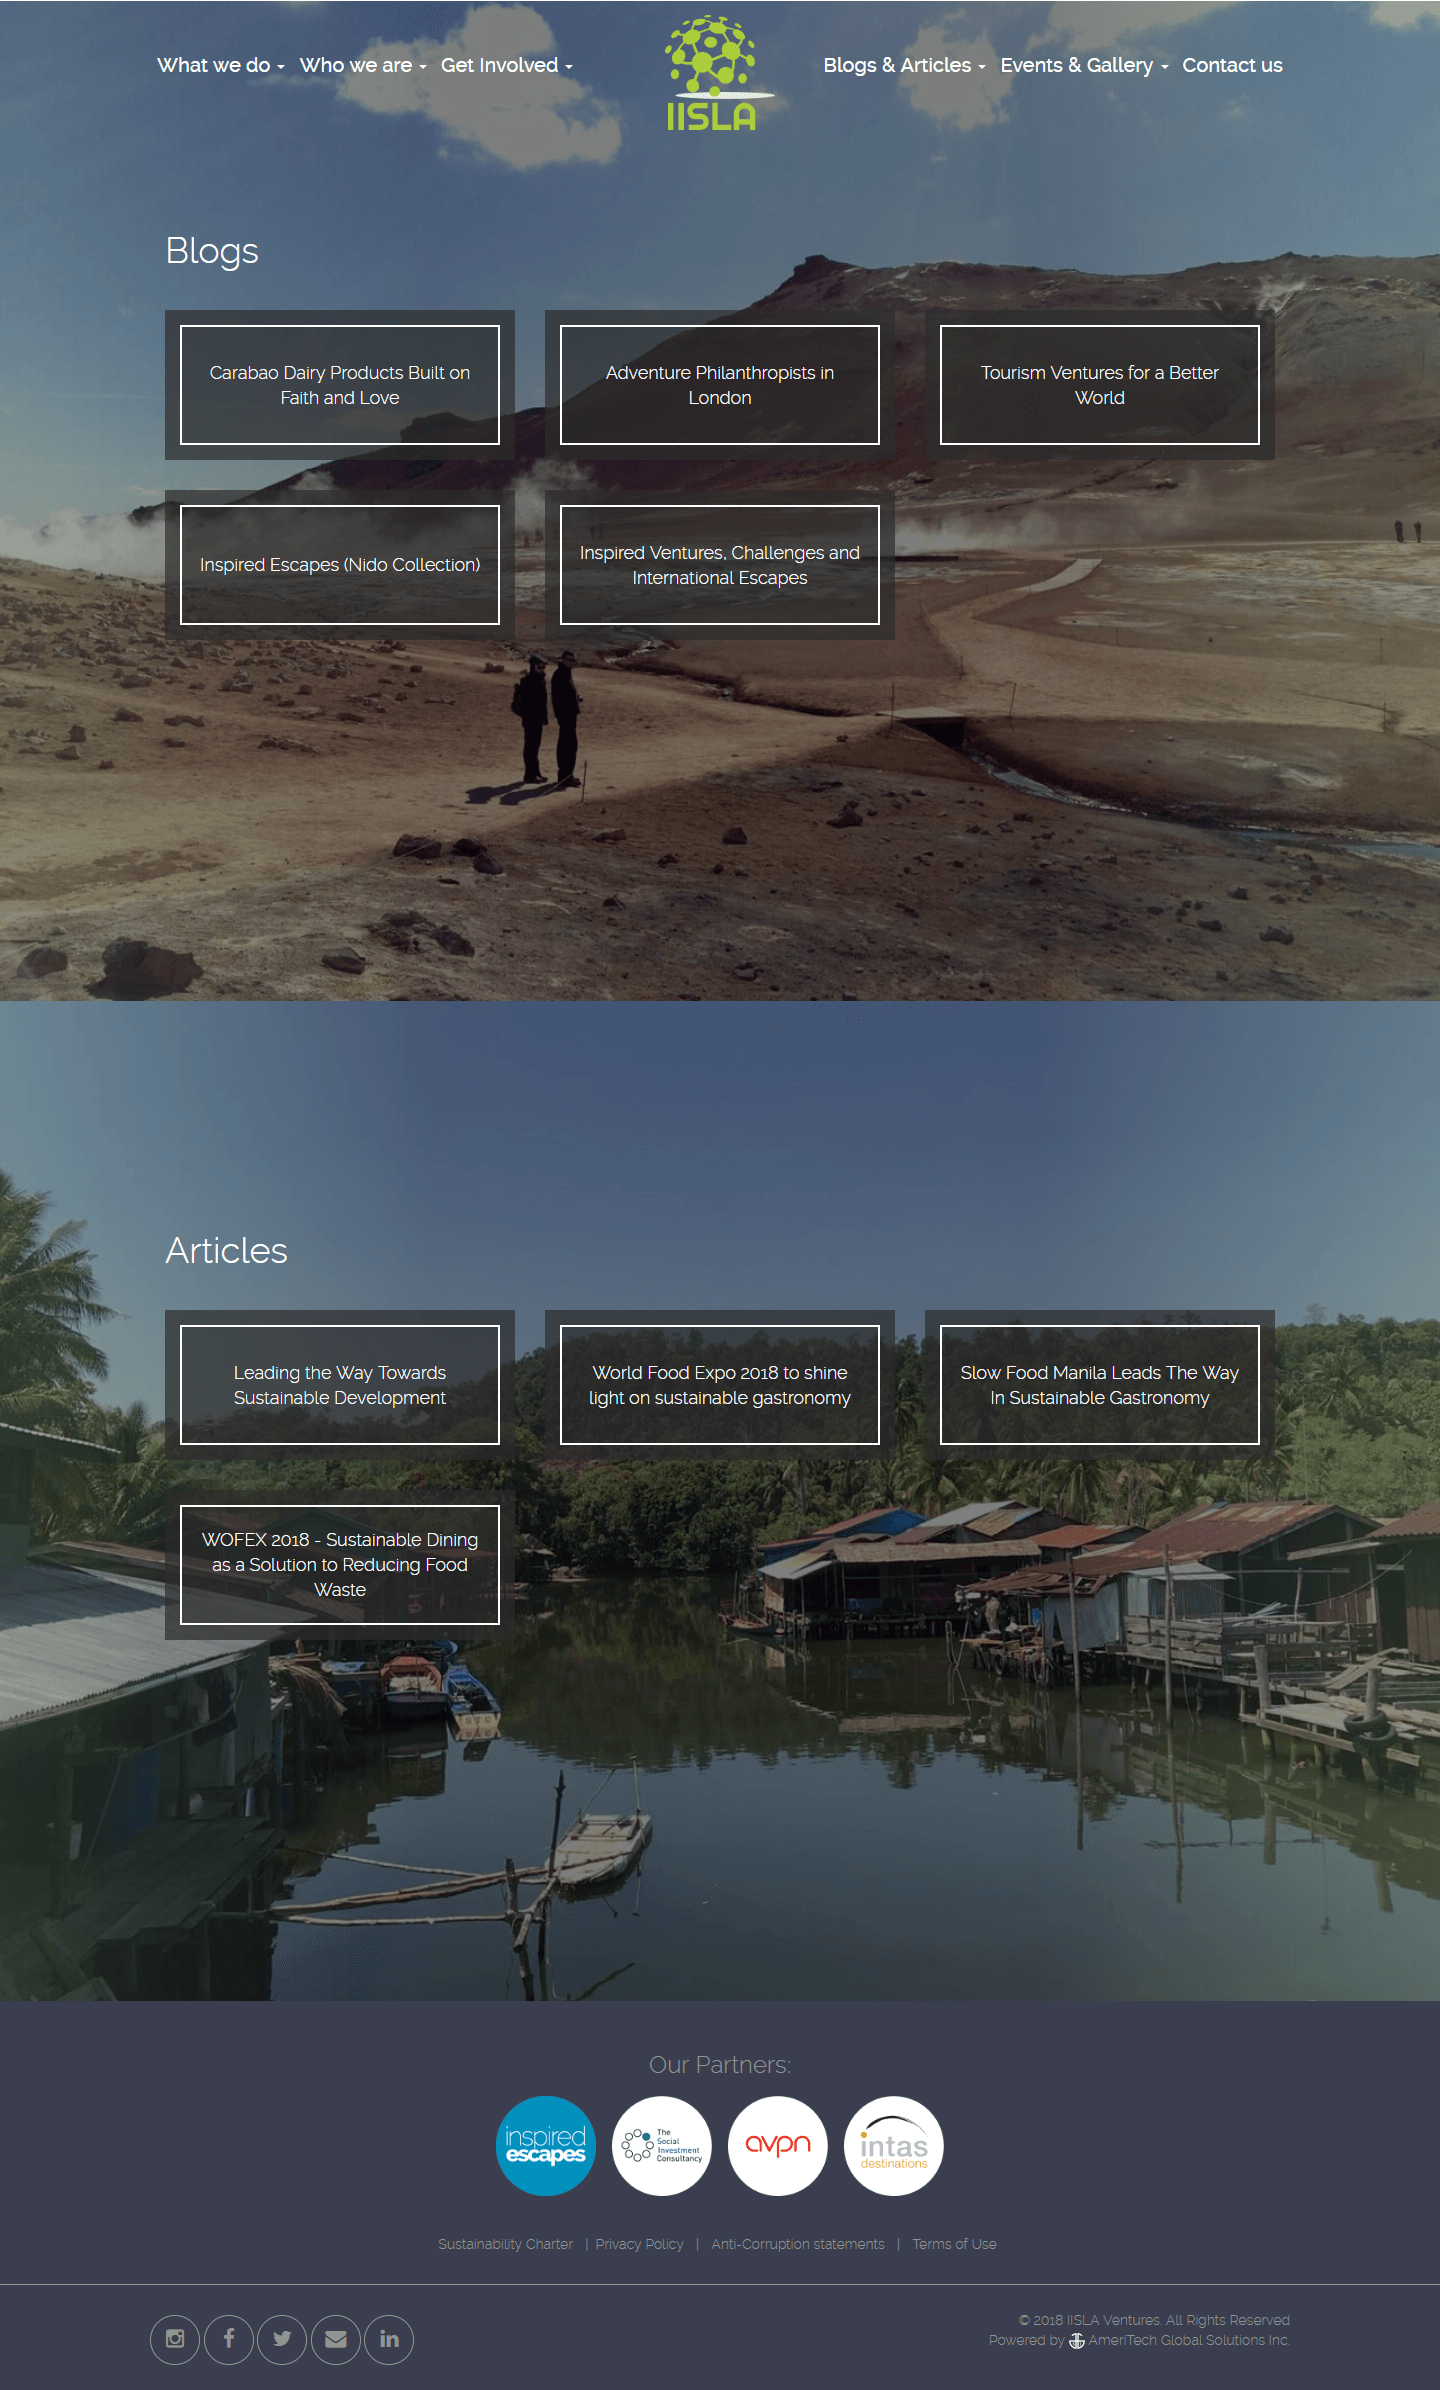 What we do
Who we are
Get Involved
IISLA
Blogs & Articles
Events & Gallery
Contact us
Blogs
Carabao Dairy Products Built on
Faith and Love
Adventure Philanthropists in
London
Tourism Ventures for a Better
World
Inspired Escapes (Nido Collection)
Inspired Ventures, Challenges and
International Escapes
Articles
Leading the Way Towards
Sustainable Development
World Food Expo 2018 to shine
light on sustainable gastronomy
Slow Food Manila Leads The Way
In Sustainable Gastronomy
WOFEX 2018 - Sustainable Dining
as a Solution to Reducing Food
Waste
Our Partners:
inspired
escapes
The
Social
Investment
Consultancy
avpn
intas
destinations
Sustainability Charter | Privacy Policy | Anti-Corruption statements | Terms of Use
© 2018 IISLA Ventures. All Rights Reserved
Powered by AmeriTech Global Solutions Inc.